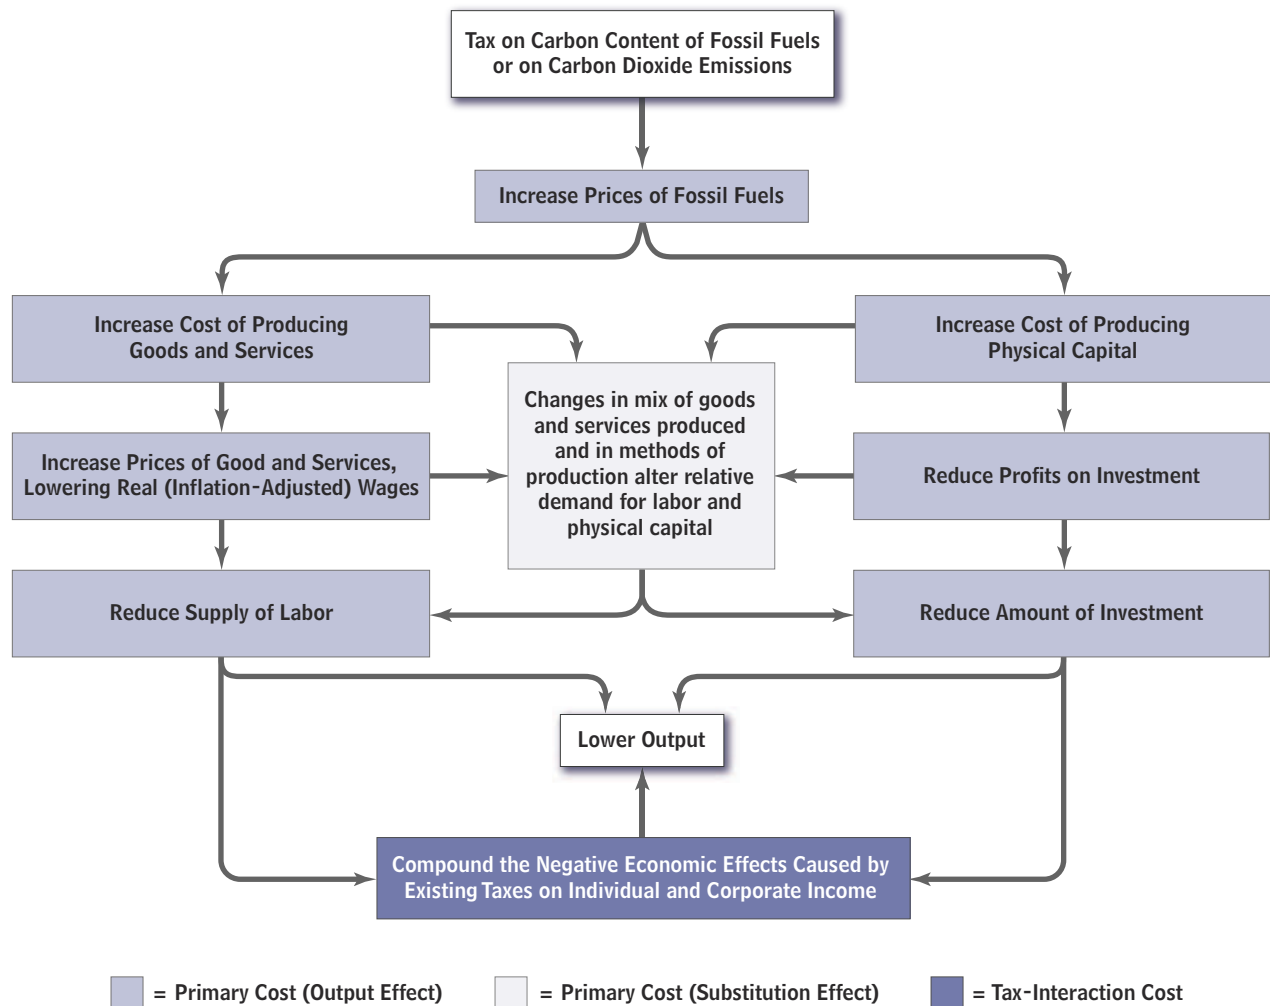 Tax on Carbon Content of Fossil Fuels
or on Carbon Dioxide Emissions
Increase Prices of Fossil Fuels
Increase Cost of Producing
Goods and Services
Increase Cost of Producing
Physical Capital
Changes in mix of goods
and services produced
and in methods of
production alter relative
demand for labor and
physical capital
Increase Prices of Good and Services,
Lowering Real (Inflation-Adjusted) Wages
Reduce Profits on Investment
Reduce Supply of Labor
Reduce Amount of Investment
Lower Output
Compound the Negative Economic Effects Caused by
Existing Taxes on Individual and Corporate Income
= Primary Cost (Output Effect)
= Primary Cost (Substitution Effect)
= Tax-Interaction Cost